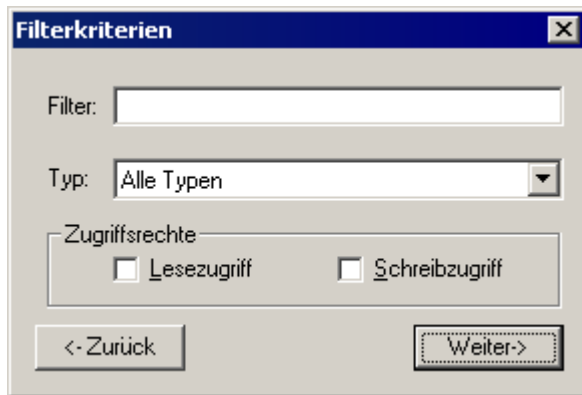 Filterkriterien
Filter:
Typ: Alle Typen
Zugriffsrechte
Lesezugriff Schreibzugriff
<-Zurück Weiter->